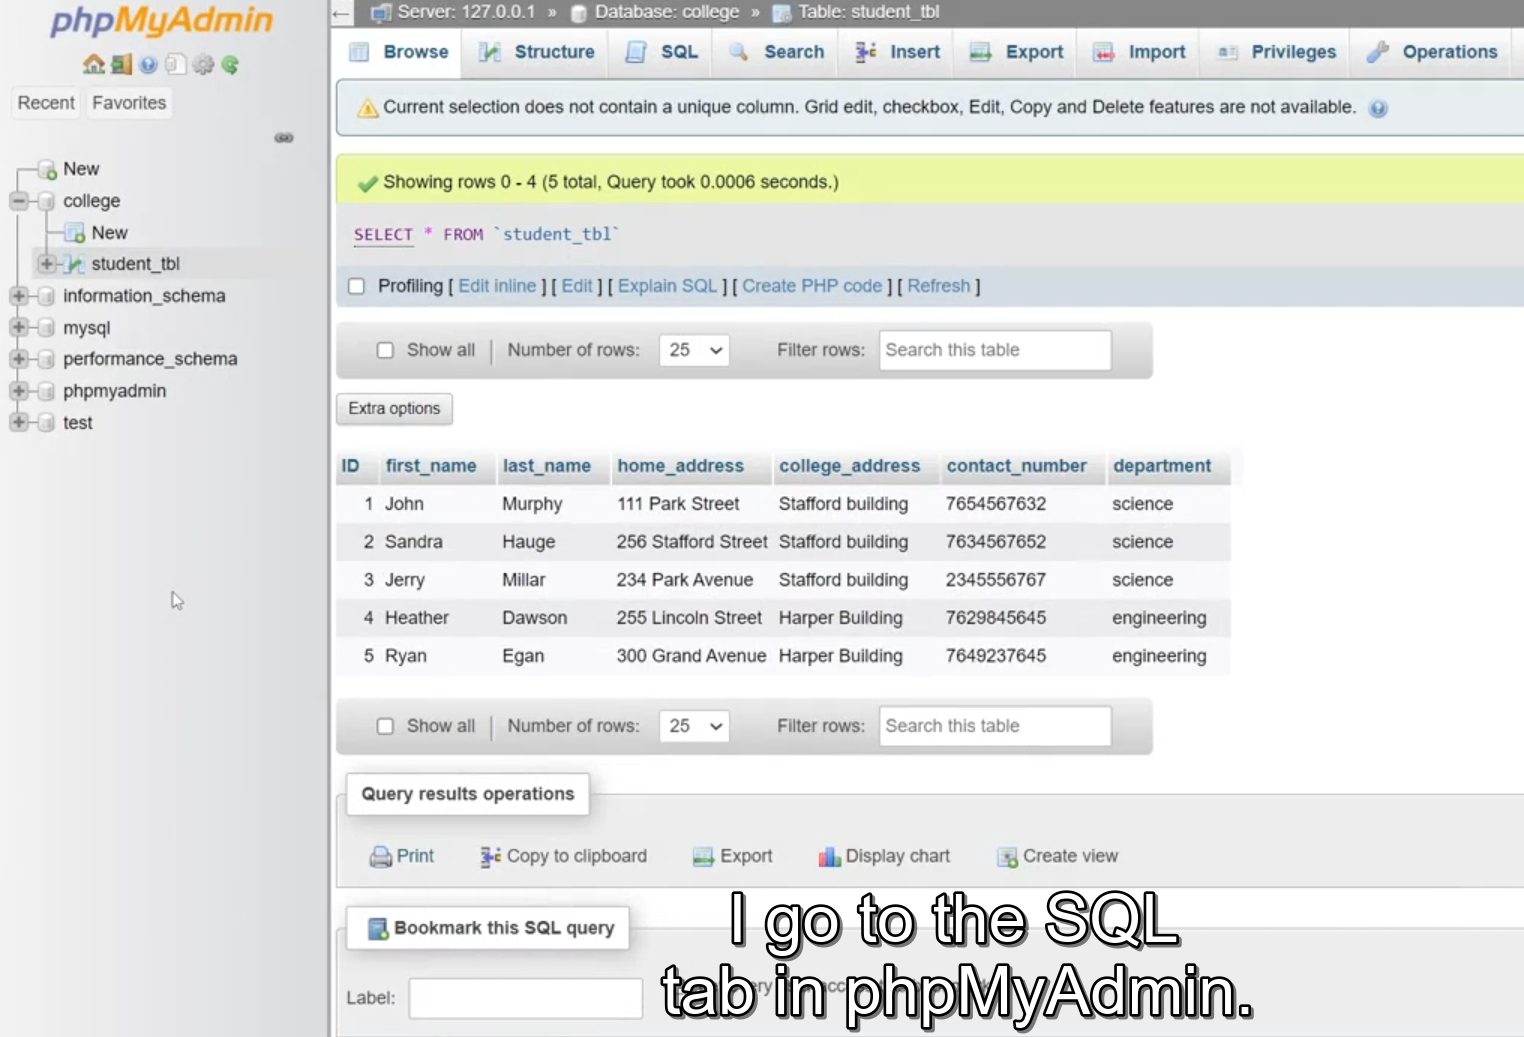 phpMyAdmin
Recent Favorites
New
college
New
student_tbl
information_schema
mysql
performance_schema
phpmyadmin
test
Server: 127.0.0.1 » Database: college » Table: student_tbl
Browse Structure SQL Search Insert Export Import Privileges Operations
Current selection does not contain a unique column. Grid edit, checkbox, Edit, Copy and Delete features are not available.
Showing rows 0 - 4 (5 total, Query took 0.0006 seconds.)
SELECT * FROM `student_tbl`
Profiling [ Edit inline ] [ Edit ] [ Explain SQL ] [ Create PHP code ] [ Refresh ]
Show all | Number of rows: 25 Filter rows: Search this table
Extra options
ID first_name last_name home_address college_address contact_number department
1 John Murphy 111 Park Street Stafford building 7654567632 science
2 Sandra Hauge 256 Stafford Street Stafford building 7634567652 science
3 Jerry Millar 234 Park Avenue Stafford building 2345556767 science
4 Heather Dawson 255 Lincoln Street Harper Building 7629845645 engineering
5 Ryan Egan 300 Grand Avenue Harper Building 7649237645 engineering
Show all | Number of rows: 25 Filter rows: Search this table
Query results operations
Print Copy to clipboard Export Display chart Create view
Bookmark this SQL query
Label:
I go to the SQL
tab in phpMyAdmin.